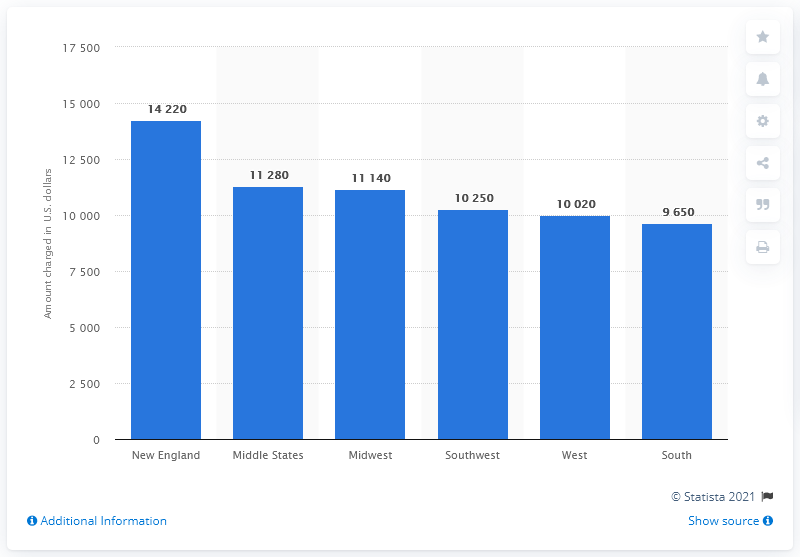 17 500
15 000
12 500
10 000
7 500
5 000
2 500
0
Amount charged in U.S. dollars
14 220
11 280
11 140
10 250
10 020
9 650
New England
Middle States
Midwest
Southwest
West
South
© Statista 2021
Additional Information
Show source